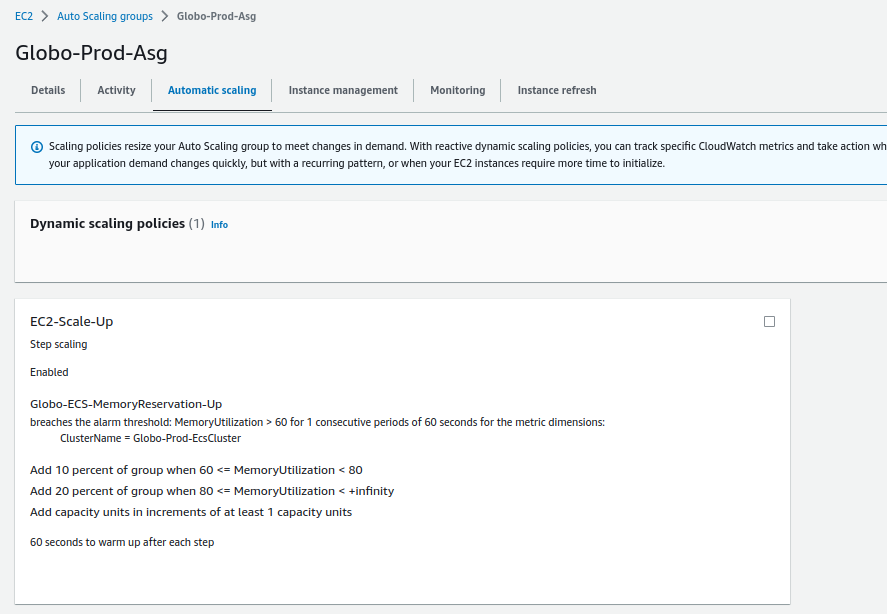 EC2 > Auto Scaling groups > Globo-Prod-Asg
Globo-Prod-Asg
Details Activity Automatic scaling Instance management Monitoring Instance refresh
Scaling policies resize your Auto Scaling group to meet changes in demand. With reactive dynamic scaling policies, you can track specific CloudWatch metrics and take action wh
your application demand changes quickly, but with a recurring pattern, or when your EC2 instances require more time to initialize.
Dynamic scaling policies (1) Info
EC2-Scale-Up
Step scaling
Enabled
Globo-ECS-MemoryReservation-Up
breaches the alarm threshold: MemoryUtilization > 60 for 1 consecutive periods of 60 seconds for the metric dimensions:
ClusterName = Globo-Prod-EcsCluster
Add 10 percent of group when 60 <= MemoryUtilization < 80
Add 20 percent of group when 80 <= MemoryUtilization < +infinity
Add capacity units in increments of at least 1 capacity units
60 seconds to warm up after each step